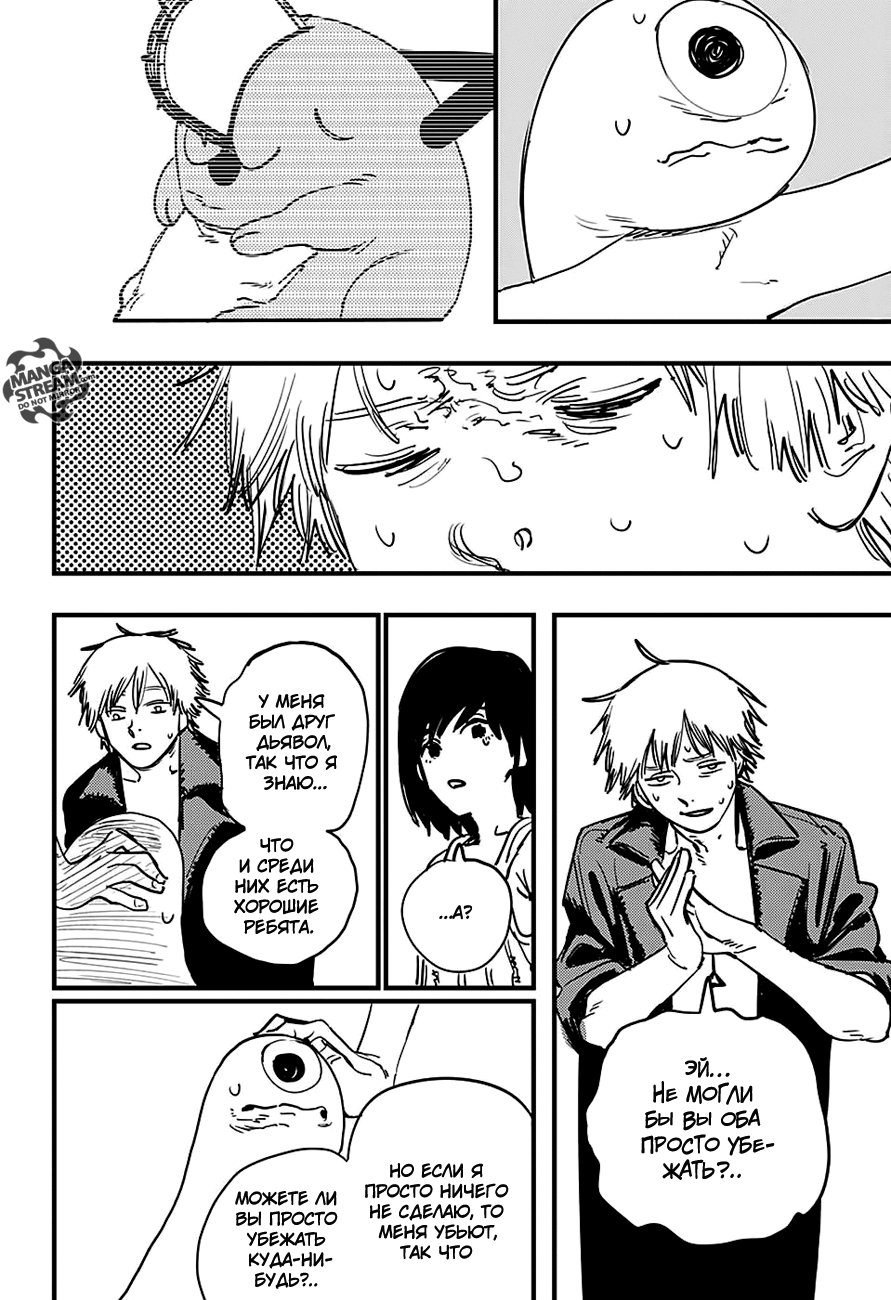 MANGA
STREAM.com
DO NOT MIRROR!
ЭЙ...
НЕ МОГЛИ
БЫ ВЫ ОБА
ПРОСТО УБЕ-
ЖАТЬ?..
...А?
У МЕНЯ
БЫЛ ДРУГ
ДЬЯВОЛ,
ТАК ЧТО Я
ЗНАЮ...
ЧТО
И СРЕДИ
НИХ ЕСТЬ
ХОРОШИЕ
РЕБЯТА.
НО ЕСЛИ Я
ПРОСТО НИЧЕГО
НЕ СДЕЛАЮ, ТО
МЕНЯ УБЬЮТ,
ТАК ЧТО
МОЖЕТЕ ЛИ
ВЫ ПРОСТО
УБЕЖАТЬ
КУДА-НИ-
БУДЬ?..